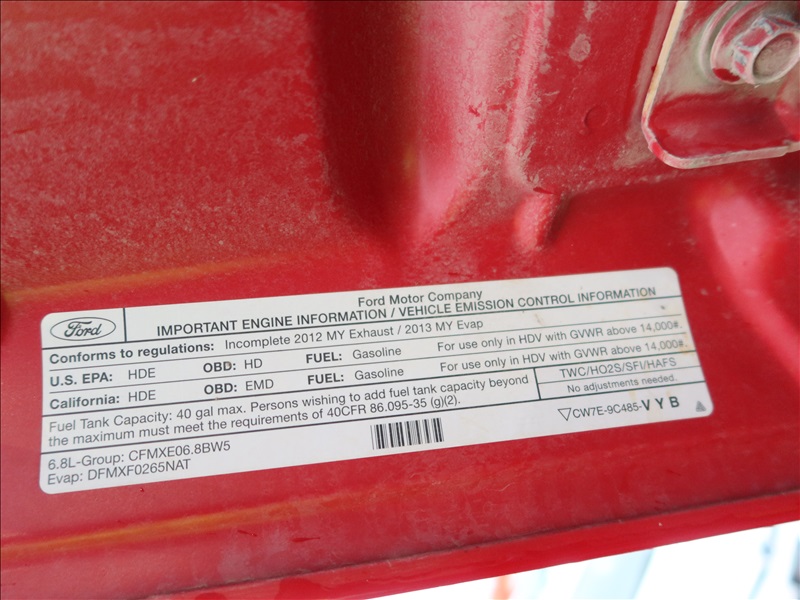 Ford Motor Company
Ford
IMPORTANT ENGINE INFORMATION / VEHICLE EMISSION CONTROL INFORMATION
Conforms to regulations: Incomplete 2012 MY Exhaust / 2013 MY Evap
U.S. EPA: HDE OBD: HD FUEL: Gasoline For use only in HDV with GVWR above 14,000#.
California: HDE OBD: EMD FUEL: Gasoline For use only in HDV with GVWR above 14,000#.
Fuel Tank Capacity: 40 gal max. Persons wishing to add fuel tank capacity beyond
the maximum must meet the requirements of 40CFR 86.095-35 (g)(2).
TWC/HO2S/SFI/HAFS
No adjustments needed.
6.8L-Group: CFMXE06.8BW5
Evap: DFMXF0265NAT
CW7E-9C485-VYB